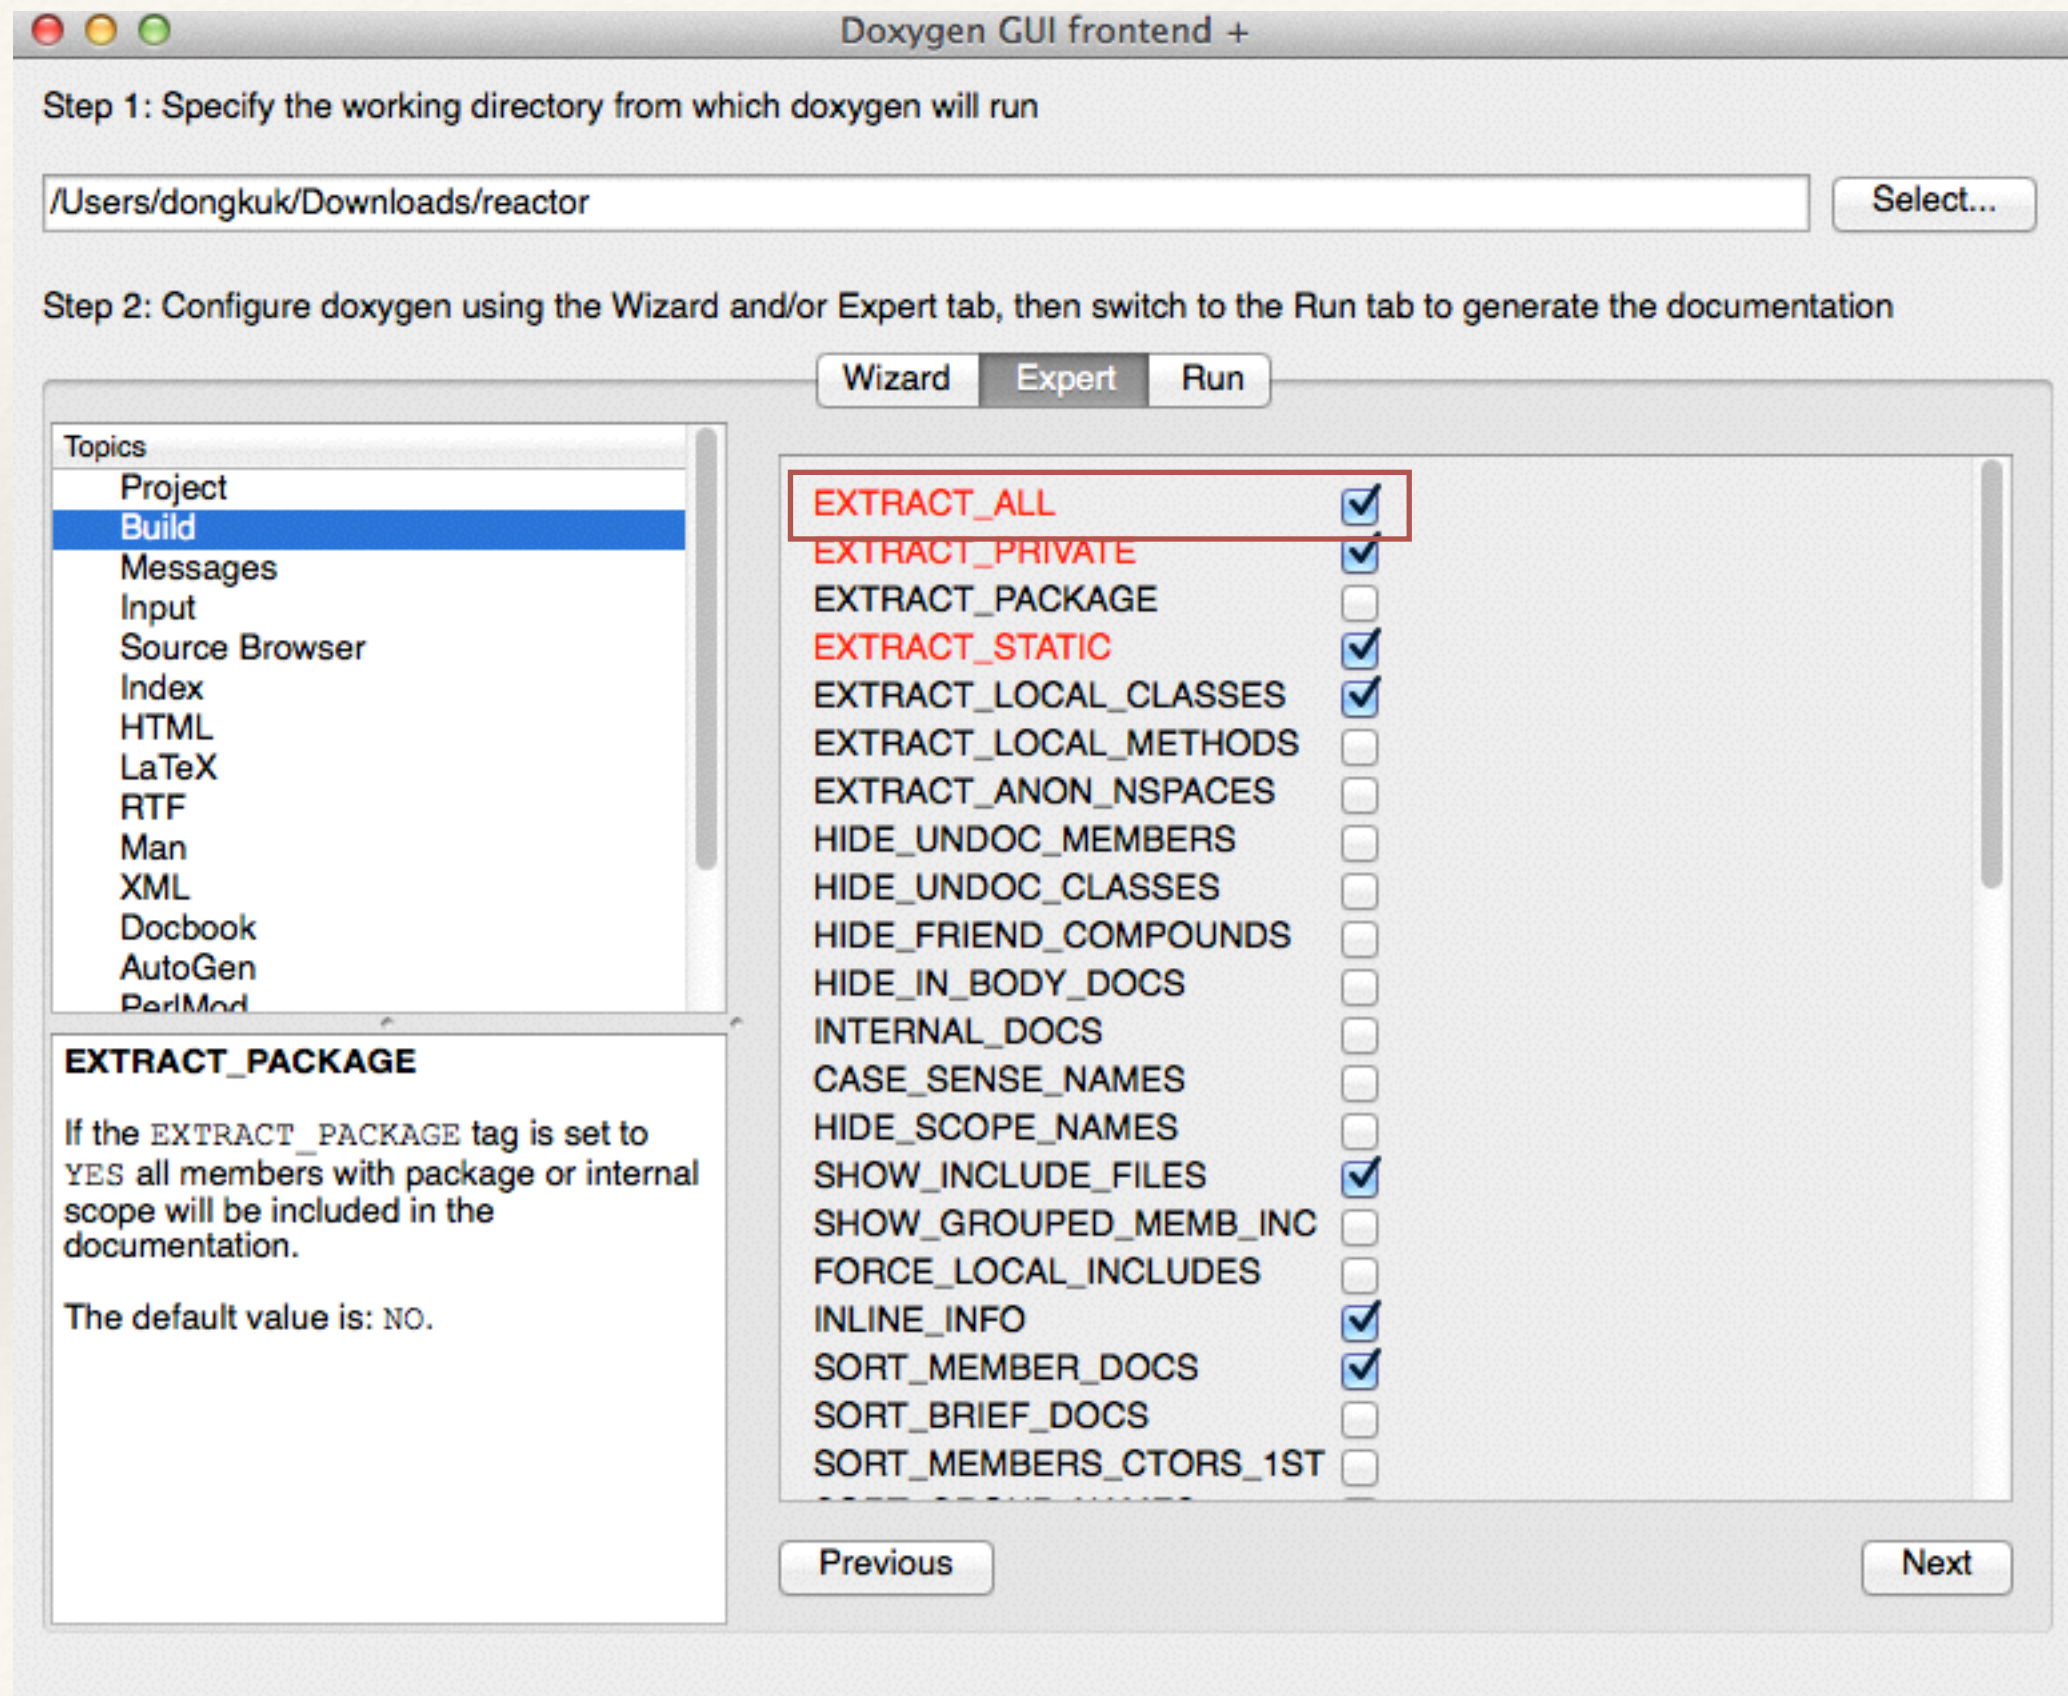 Doxygen GUI frontend +
Step 1: Specify the working directory from which doxygen will run
/Users/dongkuk/Downloads/reactor
Select...
Step 2: Configure doxygen using the Wizard and/or Expert tab, then switch to the Run tab to generate the documentation
Wizard
Expert
Run
Topics
Project
Build
Messages
Input
Source Browser
Index
HTML
LaTeX
RTF
Man
XML
Docbook
AutoGen
PerlMod
EXTRACT_PACKAGE
If the EXTRACT_PACKAGE tag is set to
YES all members with package or internal
scope will be included in the
documentation.
The default value is: NO.
EXTRACT_ALL
EXTRACT_PRIVATE
EXTRACT_PACKAGE
EXTRACT_STATIC
EXTRACT_LOCAL_CLASSES
EXTRACT_LOCAL_METHODS
EXTRACT_ANON_NSPACES
HIDE_UNDOC_MEMBERS
HIDE_UNDOC_CLASSES
HIDE_FRIEND_COMPOUNDS
HIDE_IN_BODY_DOCS
INTERNAL_DOCS
CASE_SENSE_NAMES
HIDE_SCOPE_NAMES
SHOW_INCLUDE_FILES
SHOW_GROUPED_MEMB_INC
FORCE_LOCAL_INCLUDES
INLINE_INFO
SORT_MEMBER_DOCS
SORT_BRIEF_DOCS
SORT_MEMBERS_CTORS_1ST
Previous
Next